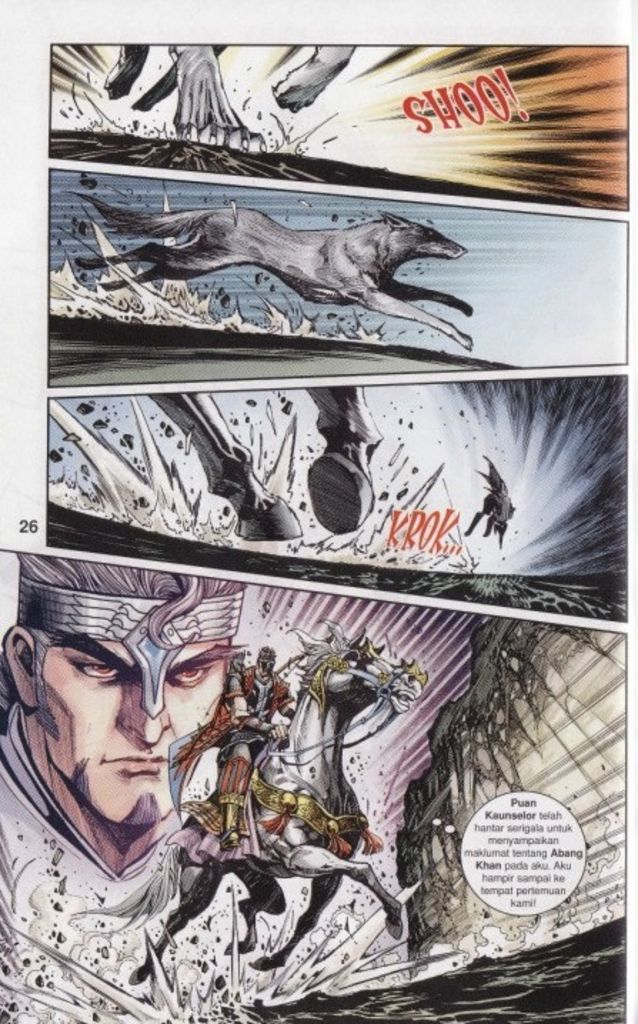 SHOO!
26
KROK...
Puan
Kaunselor telah
hantar serigala untuk
menyampaikan
maklumat tentang Abang
Khan pada aku. Aku
hampir sampai ke
tempat pertemuan
kami!